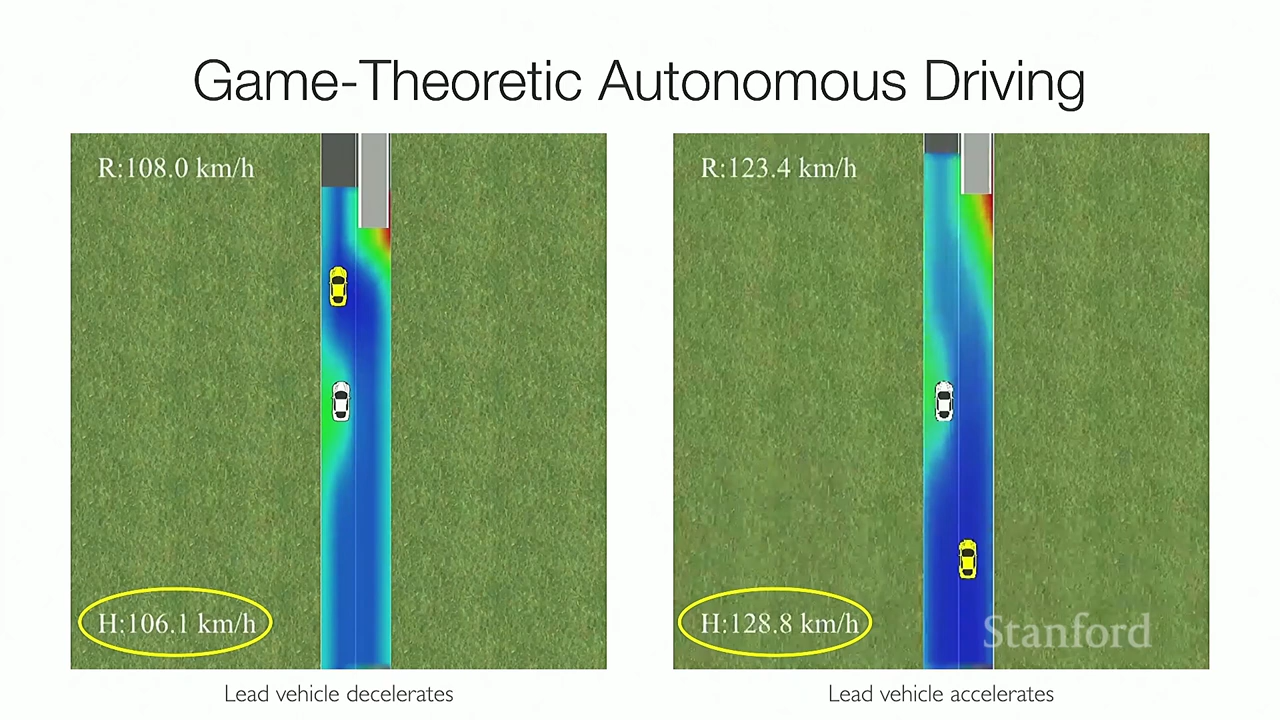 Game-Theoretic Autonomous Driving
R:108.0 km/h
H:106.1 km/h
Lead vehicle decelerates
R:123.4 km/h
H:128.8 km/h
Stanford
Lead vehicle accelerates